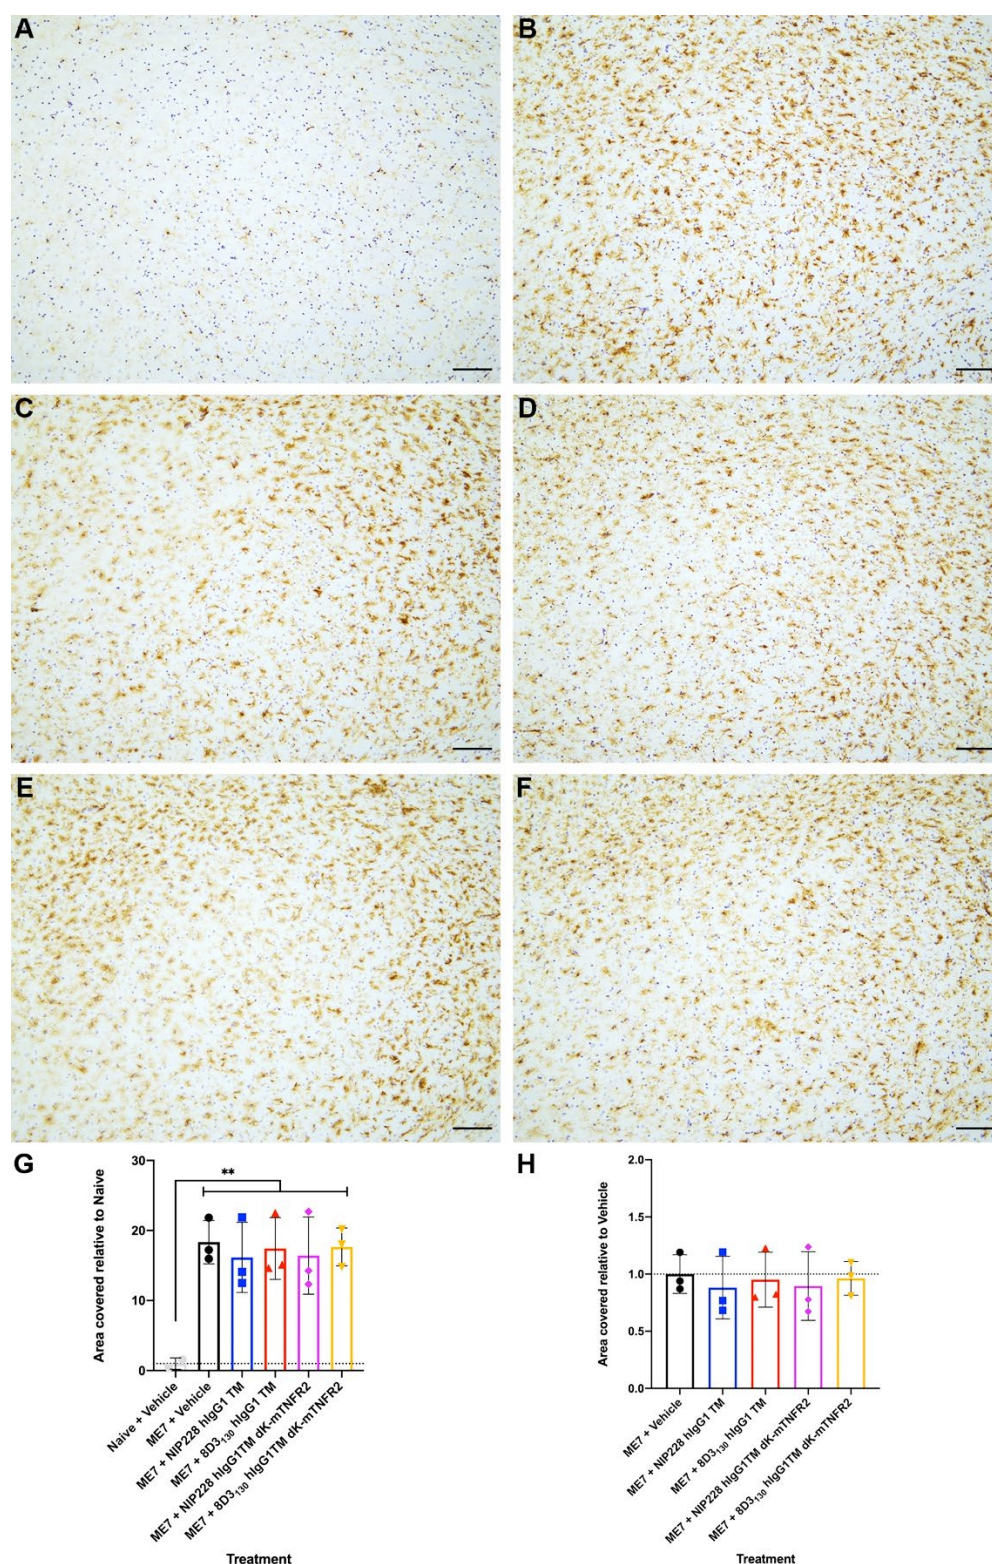 A
B
C
D
E
F
G
Area covered relative to Naive
30
20
10
0
**
Naive + Vehicle
ME7 + Vehicle
ME7 + NIP228 hIgG1 TM
ME7 + 8D3₁₃₀ hIgG1 TM
ME7 + NIP228 hIgG1TM dK-mTNFR2
ME7 + 8D3₁₃₀ hIgG1TM dK-mTNFR2
Treatment
H
Area covered relative to Vehicle
2.0
1.5
1.0
0.5
0.0
ME7 + Vehicle
ME7 + NIP228 hIgG1 TM
ME7 + 8D3₁₃₀ hIgG1 TM
ME7 + NIP228 hIgG1TM dK-mTNFR2
ME7 + 8D3₁₃₀ hIgG1TM dK-mTNFR2
Treatment